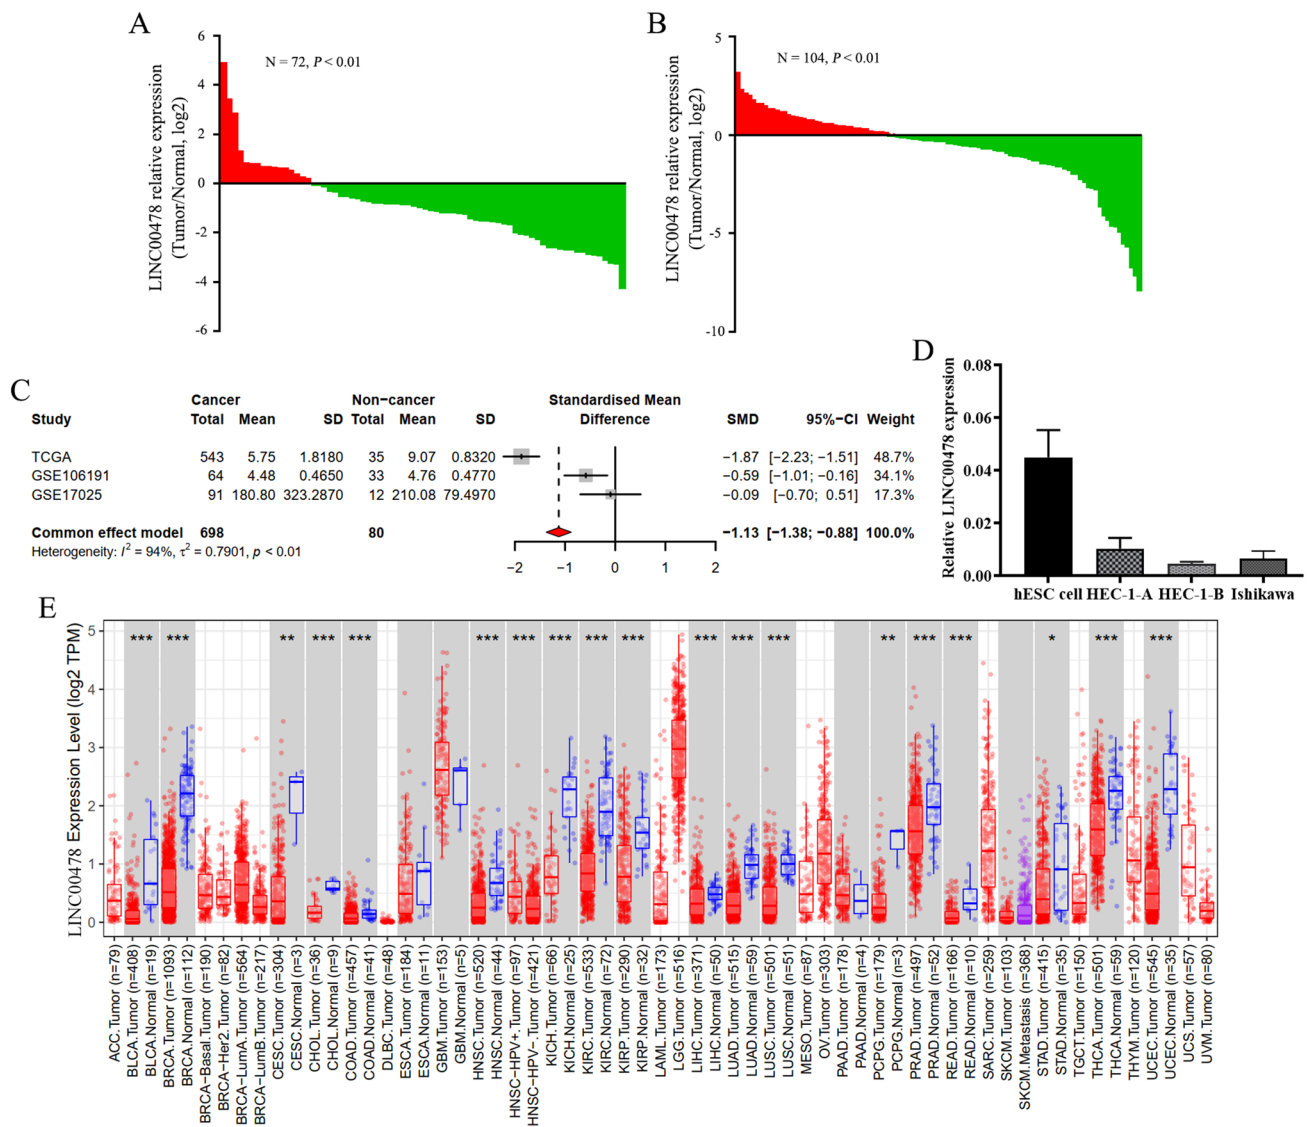 A
LINC00478 relative expression
(Tumor/Normal, log2)
6
4
2
0
-2
-4
-6
N = 72, P < 0.01
B
LINC00478 relative expression
(Tumor/Normal, log2)
5
0
-5
-10
N = 104, P < 0.01
C
Cancer Non−cancer Standardised Mean
Study Total Mean SD Total Mean SD Difference SMD 95%−CI Weight
TCGA 543 5.75 1.8180 35 9.07 0.8320 −1.87 [−2.23; −1.51] 48.7%
GSE106191 64 4.48 0.4650 33 4.76 0.4770 −0.59 [−1.01; −0.16] 34.1%
GSE17025 91 180.80 323.2870 12 210.08 79.4970 −0.09 [−0.70; 0.51] 17.3%
Common effect model 698 80 −1.13 [−1.38; −0.88] 100.0%
Heterogeneity: I² = 94%, τ² = 0.7901, p < 0.01
−2 −1 0 1 2
D
Relative LINC00478 expression
0.08
0.06
0.04
0.02
0.00
hESC cell HEC-1-A HEC-1-B Ishikawa
E
LINC00478 Expression Level (log2 TPM)
5
4
3
2
1
0
*** *** ** *** *** *** *** *** *** *** *** *** *** ** *** *** * *** ***
ACC.Tumor (n=79)
BLCA.Tumor (n=408)
BLCA.Normal (n=19)
BRCA.Tumor (n=1093)
BRCA.Normal (n=112)
BRCA−Basal.Tumor (n=190)
BRCA−Her2.Tumor (n=82)
BRCA−LumA.Tumor (n=564)
BRCA−LumB.Tumor (n=217)
CESC.Tumor (n=304)
CESC.Normal (n=3)
CHOL.Tumor (n=36)
CHOL.Normal (n=9)
COAD.Tumor (n=457)
COAD.Normal (n=41)
DLBC.Tumor (n=48)
ESCA.Tumor (n=184)
ESCA.Normal (n=11)
GBM.Tumor (n=153)
GBM.Normal (n=5)
HNSC.Tumor (n=520)
HNSC.Normal (n=44)
HNSC−HPV+.Tumor (n=97)
HNSC−HPV−.Tumor (n=421)
KICH.Tumor (n=66)
KICH.Normal (n=25)
KIRC.Tumor (n=533)
KIRC.Normal (n=72)
KIRP.Tumor (n=290)
KIRP.Normal (n=32)
LAML.Tumor (n=173)
LGG.Tumor (n=516)
LIHC.Tumor (n=371)
LIHC.Normal (n=50)
LUAD.Tumor (n=515)
LUAD.Normal (n=59)
LUSC.Tumor (n=501)
LUSC.Normal (n=51)
MESO.Tumor (n=87)
OV.Tumor (n=303)
PAAD.Tumor (n=178)
PAAD.Normal (n=4)
PCPG.Tumor (n=179)
PCPG.Normal (n=3)
PRAD.Tumor (n=497)
PRAD.Normal (n=52)
READ.Tumor (n=166)
READ.Normal (n=10)
SARC.Tumor (n=259)
SKCM.Tumor (n=103)
SKCM.Metastasis (n=368)
STAD.Tumor (n=415)
STAD.Normal (n=35)
TGCT.Tumor (n=150)
THCA.Tumor (n=501)
THCA.Normal (n=59)
THYM.Tumor (n=120)
UCEC.Tumor (n=545)
UCEC.Normal (n=35)
UCS.Tumor (n=57)
UVM.Tumor (n=80)